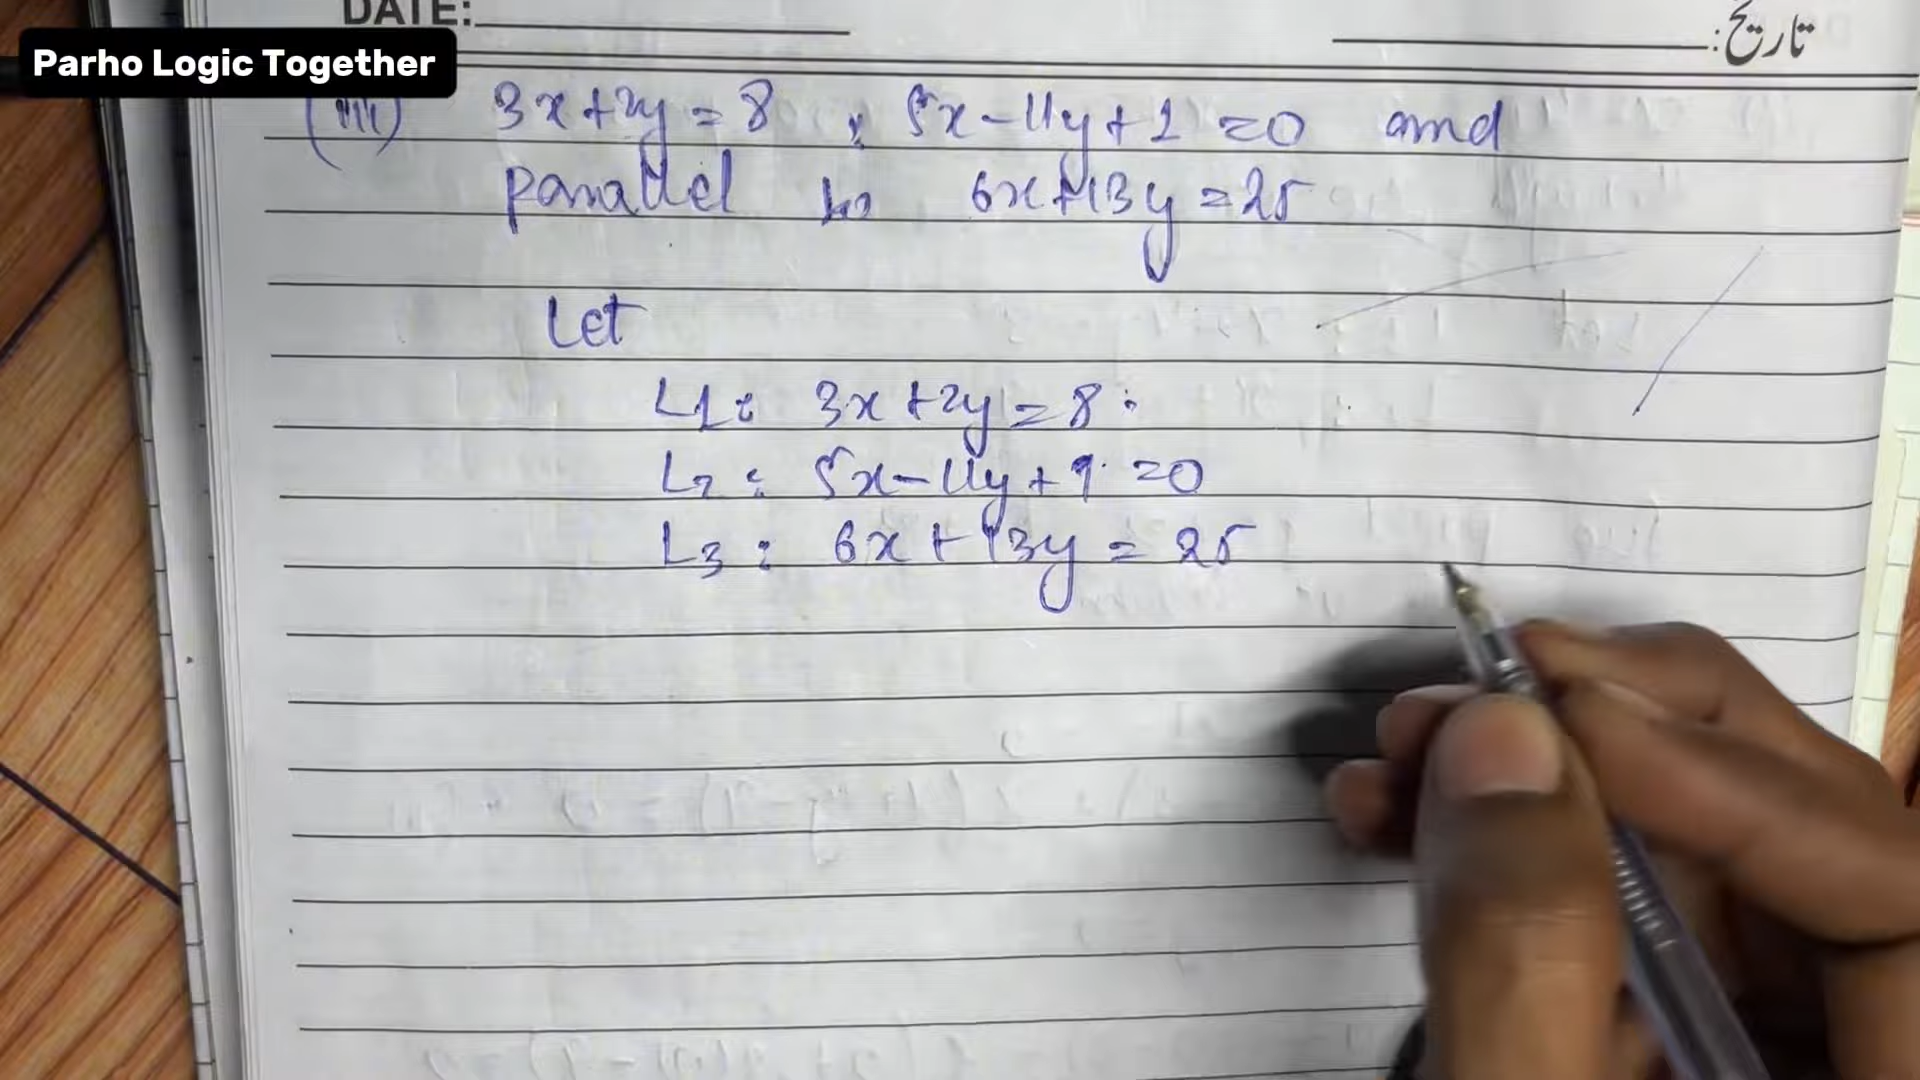 DATE:
تاریخ:
Parho Logic Together
(iii) 3x+2y=8 ; 5x-11y+1=0 and
parallel to 6x+13y=25
Let
L1: 3x+2y=8:
L2: 5x-11y+1=0
L3: 6x+13y=25